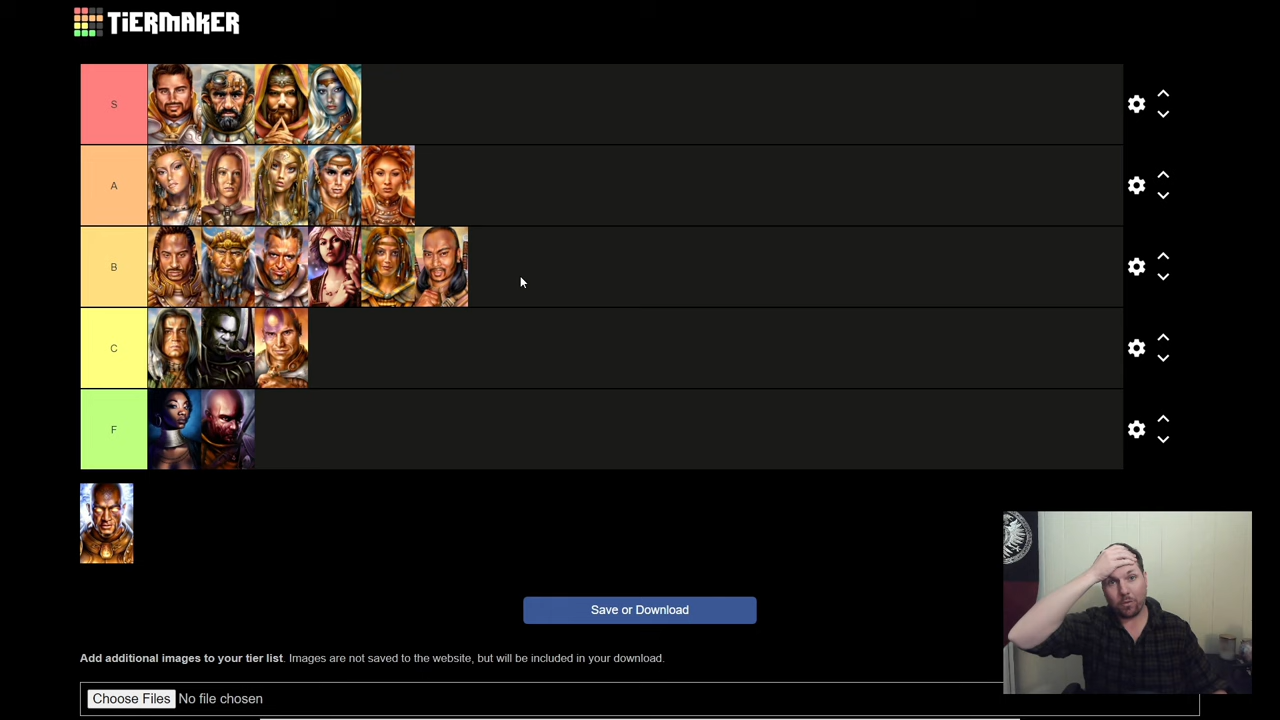 TiERMAKER
S
A
B
C
F
Save or Download
Add additional images to your tier list. Images are not saved to the website, but will be included in your download.
Choose Files No file chosen